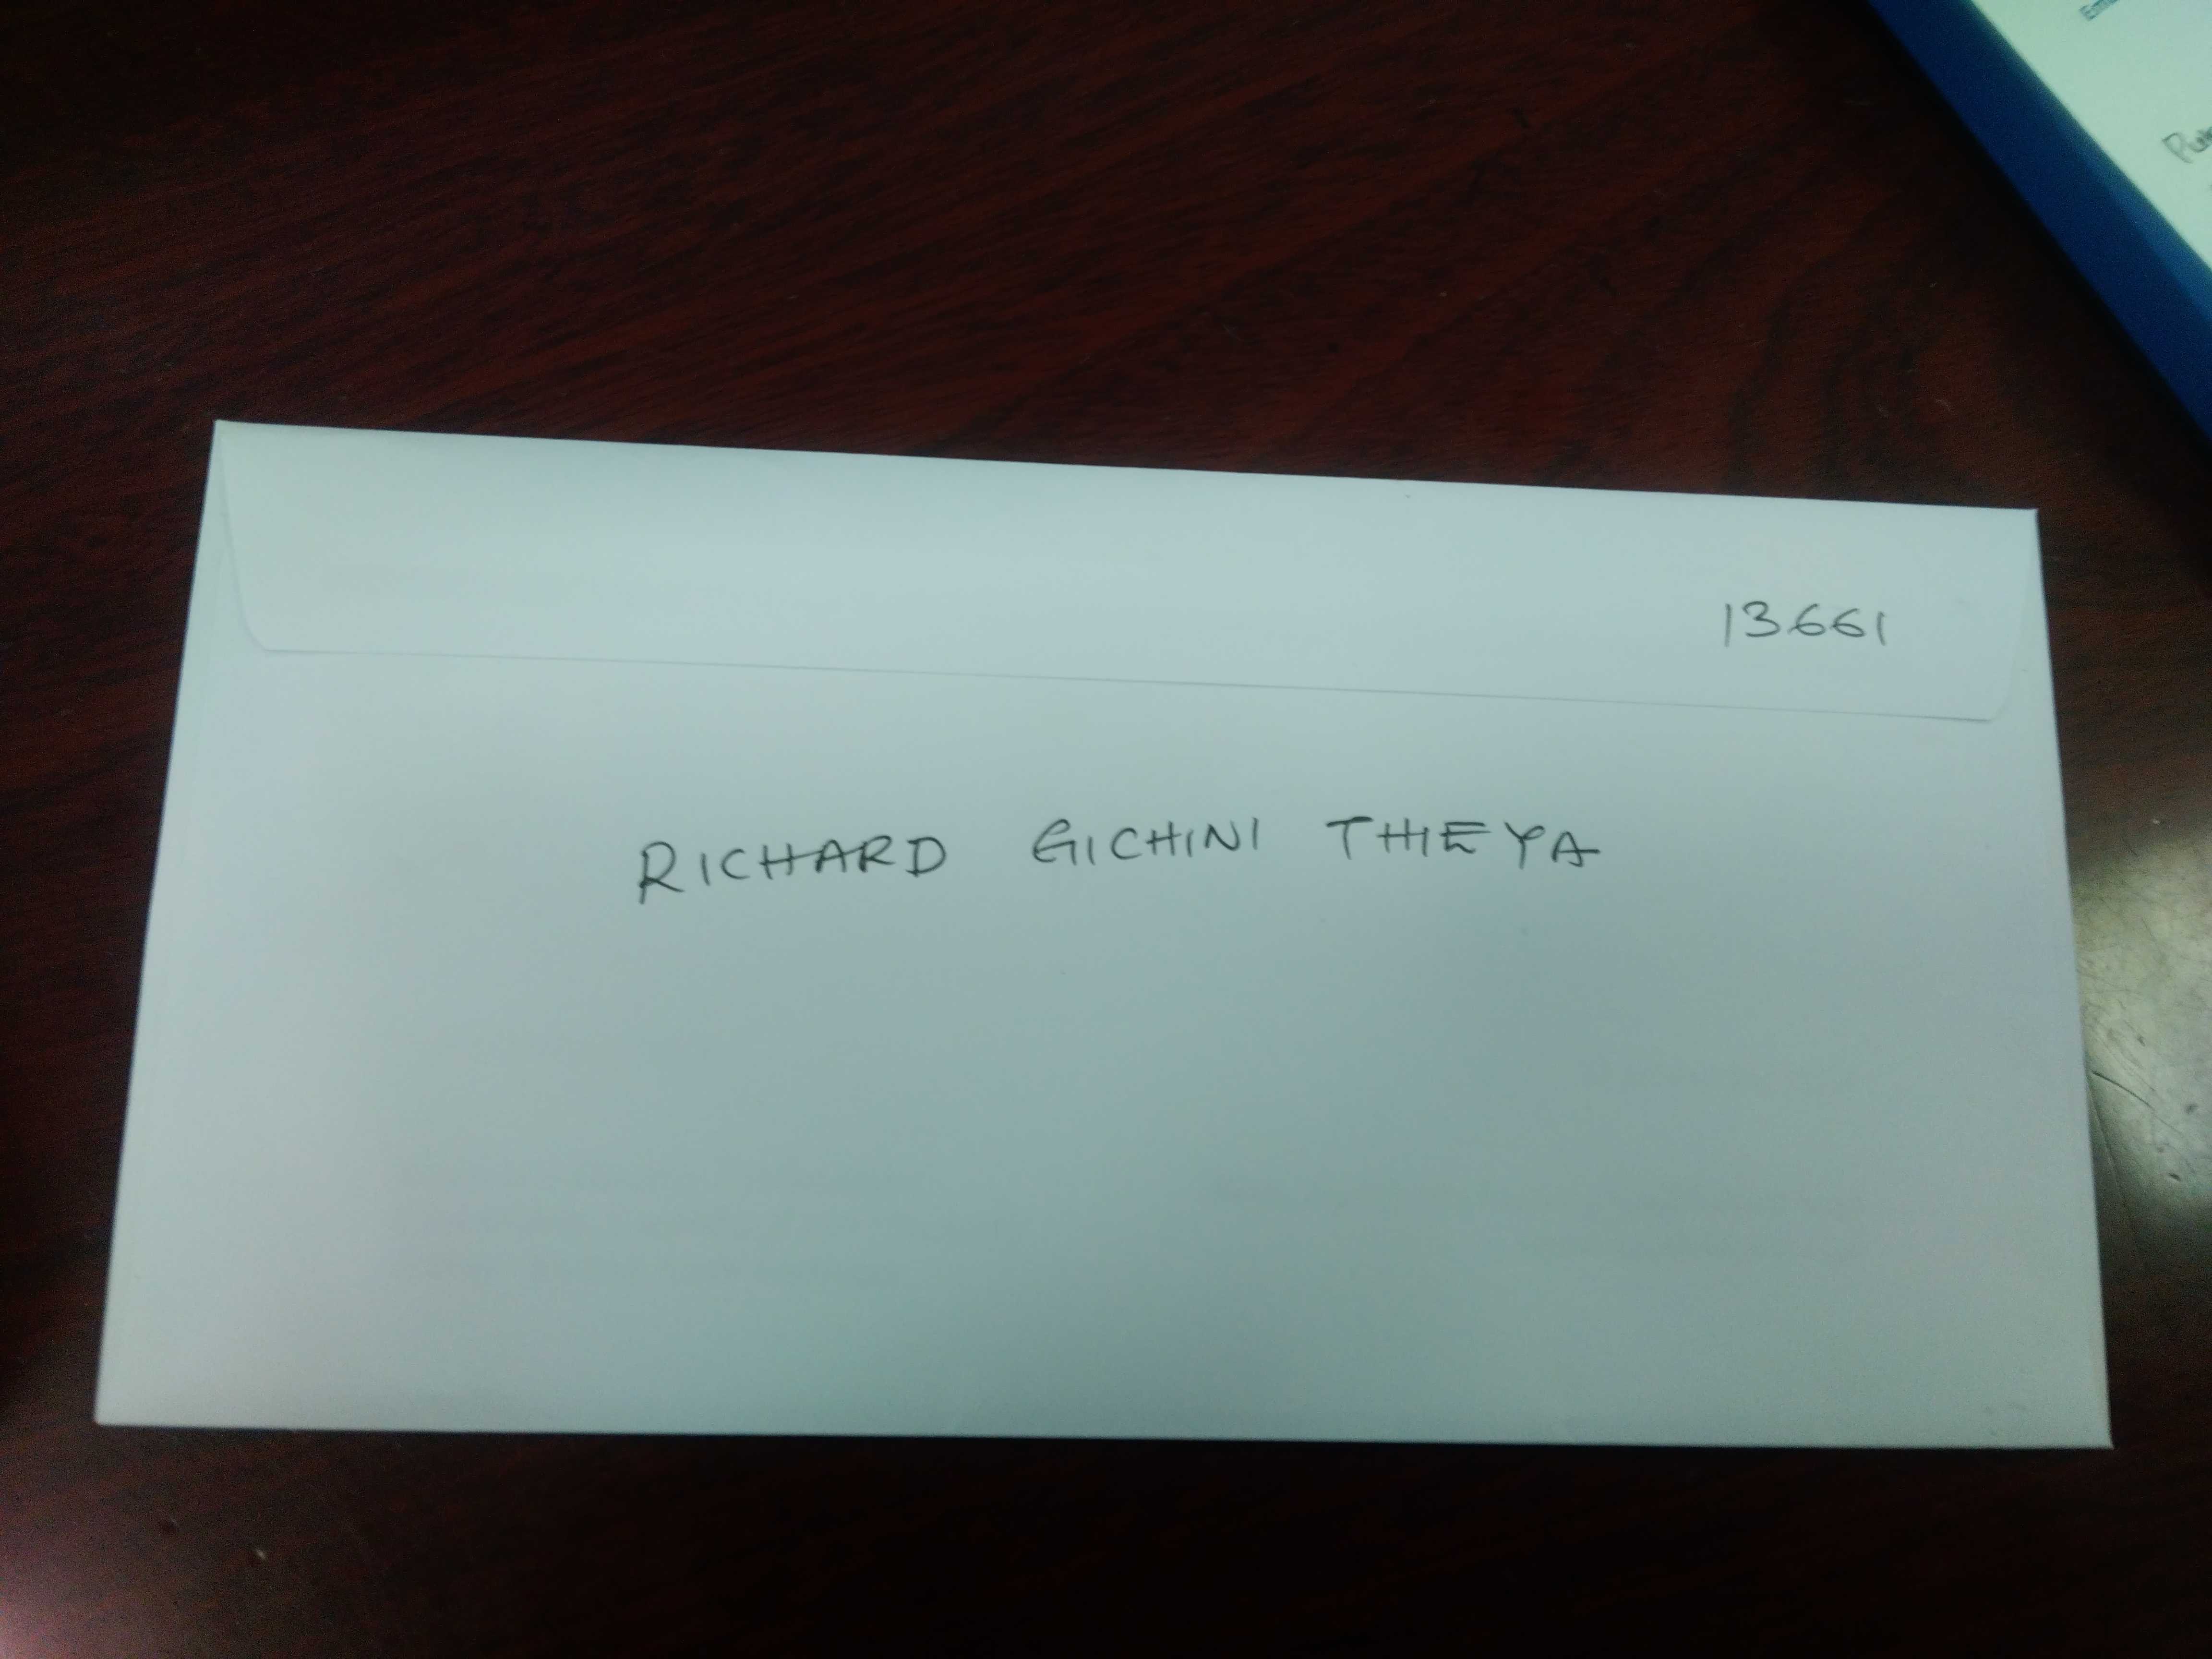 13661
RICHARD GICHINI THEYA